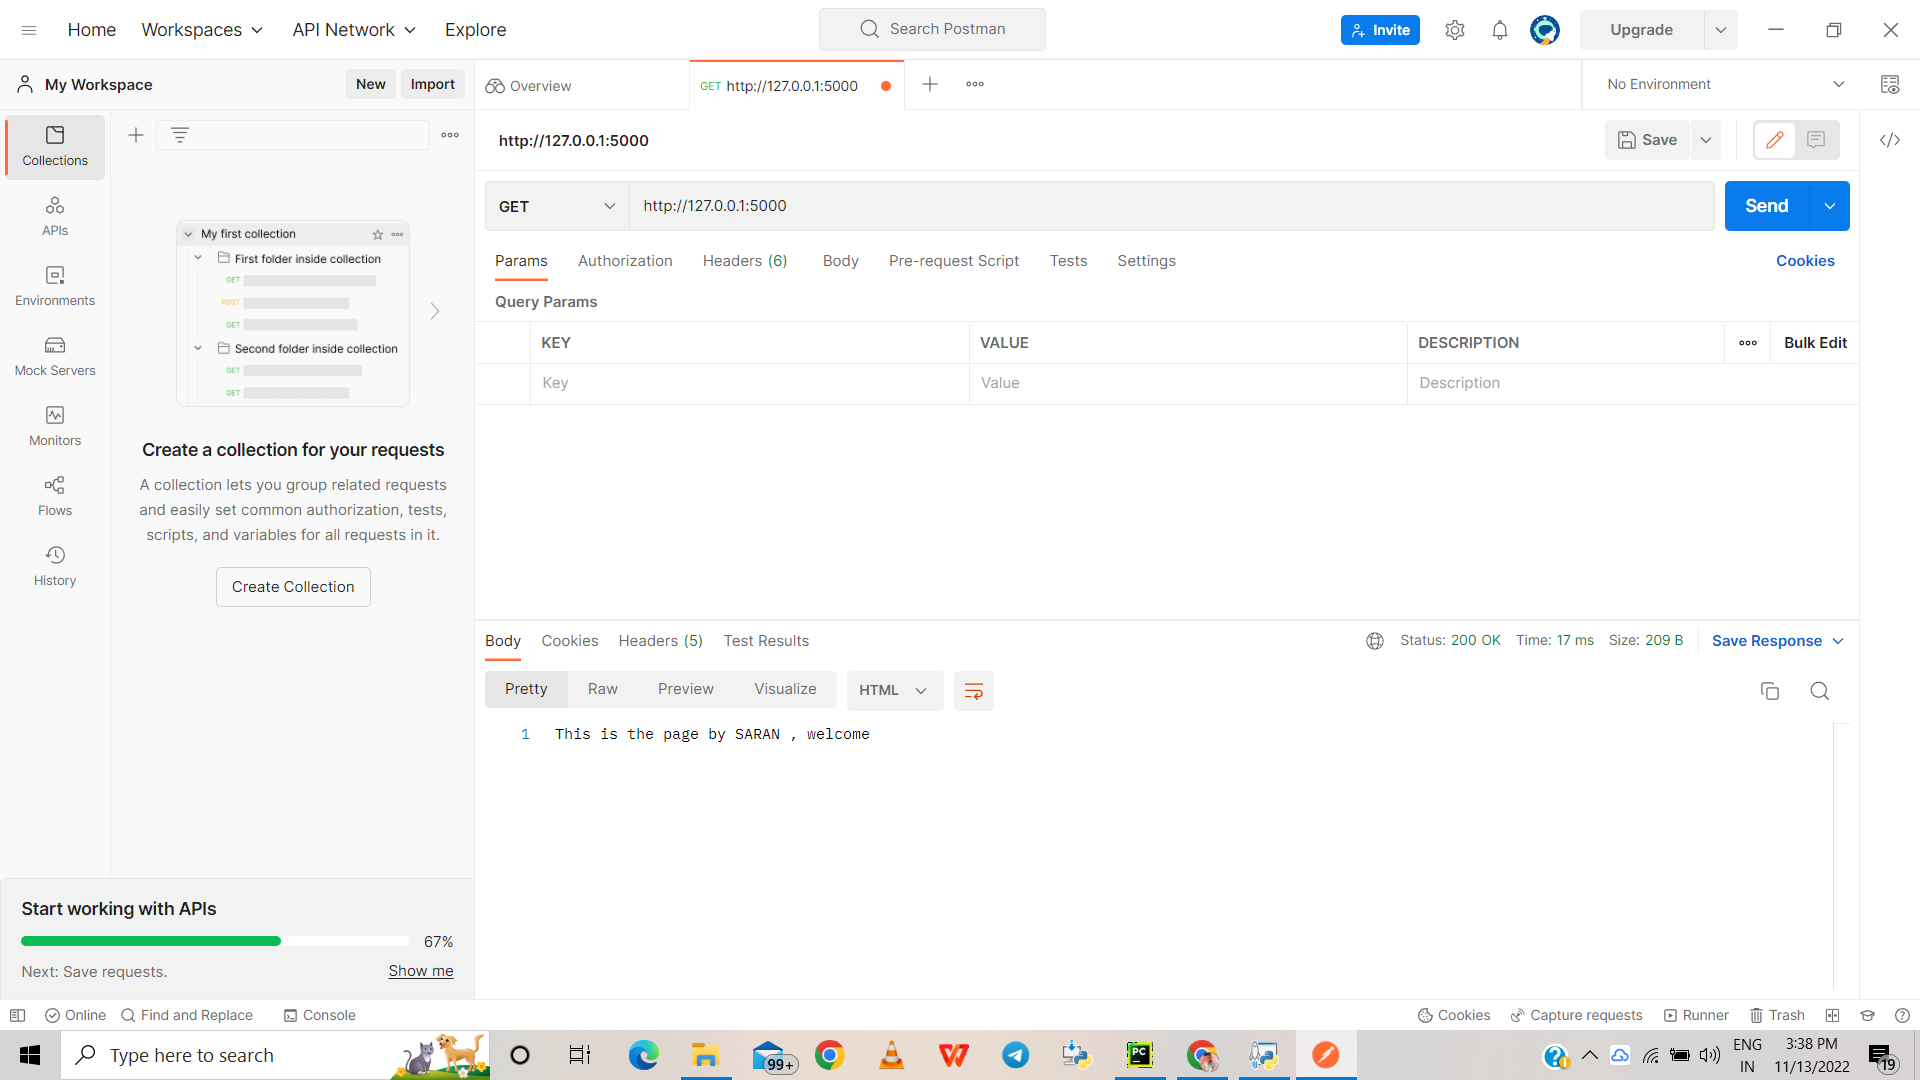 Home Workspaces API Network Explore Search Postman Invite Upgrade
My Workspace New Import Overview GET http://127.0.0.1:5000 No Environment
Collections
APIs
Environments
Mock Servers
Monitors
Flows
History
My first collection
First folder inside collection
GET
POST
GET
Second folder inside collection
GET
GET
Create a collection for your requests
A collection lets you group related requests
and easily set common authorization, tests,
scripts, and variables for all requests in it.
Create Collection
Start working with APIs
67%
Next: Save requests. Show me
http://127.0.0.1:5000 Save
GET http://127.0.0.1:5000 Send
Params Authorization Headers (6) Body Pre-request Script Tests Settings Cookies
Query Params
KEY VALUE DESCRIPTION Bulk Edit
Key Value Description
Body Cookies Headers (5) Test Results Status: 200 OK Time: 17 ms Size: 209 B Save Response
Pretty Raw Preview Visualize HTML
1 This is the page by SARAN , welcome
Online Find and Replace Console Cookies Capture requests Runner Trash
Type here to search 99+ PC ENG 3:38 PM
IN 11/13/2022 19